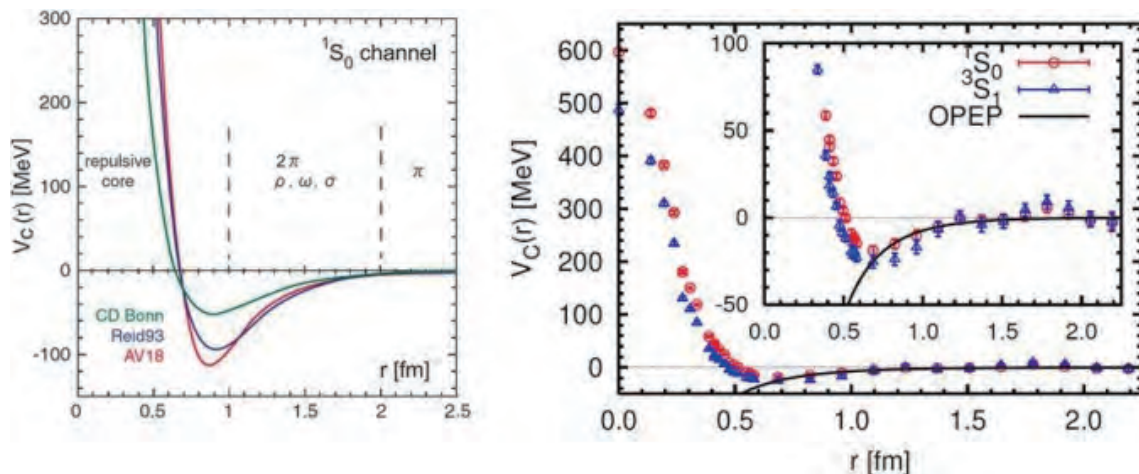 300
200
100
0
-100
V_C(r) [MeV]
¹S₀ channel
repulsive
core
2π
ρ , ω, σ
π
CD Bonn
Reid93
AV18
r [fm]
0 0.5 1 1.5 2 2.5
600
500
400
300
200
100
0
V_C(r) [MeV]
0.0 0.5 1.0 1.5 2.0
r [fm]
100
50
0
-50
0.0 0.5 1.0 1.5 2.0
¹S₀
³S₁
OPEP